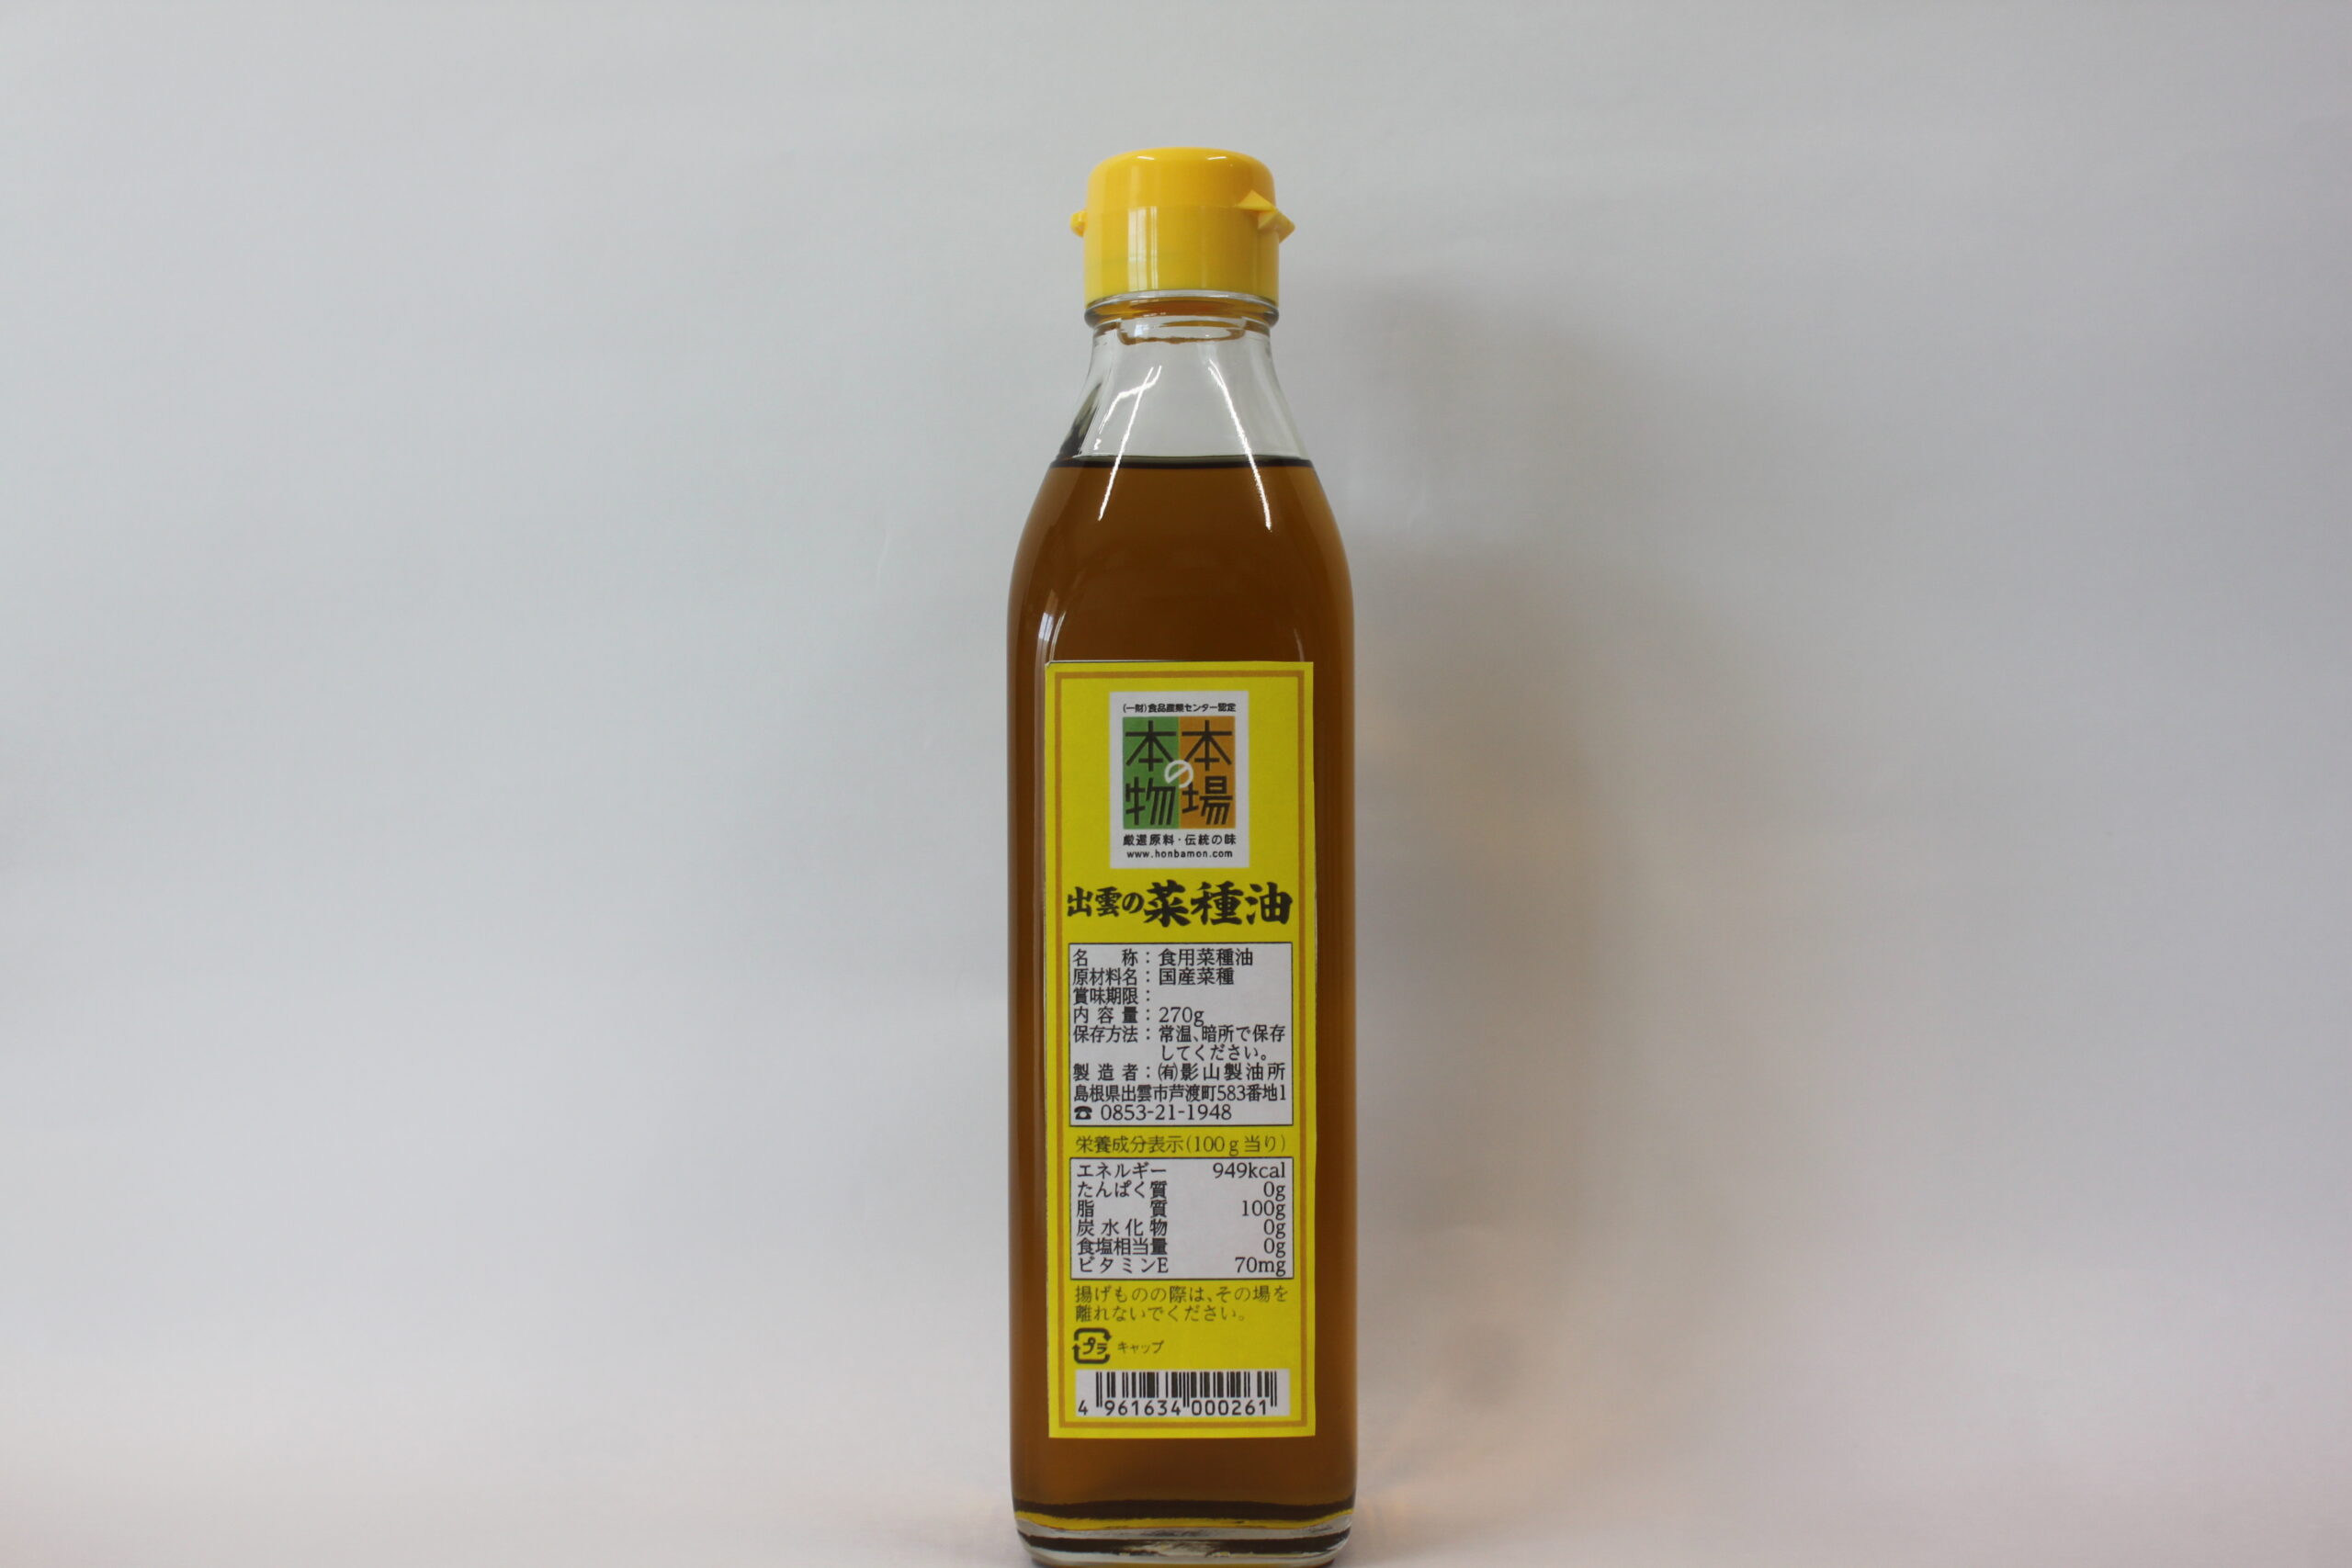 (一財)食品産業センター認定
本場の本物
厳選原料・伝統の味
www.honbamon.com
出雲の菜種油
名称：食用菜種油
原材料名：国産菜種
賞味期限：
内容量：270g
保存方法：常温、暗所で保存
してください。
製造者：㈲影山製油所
島根県出雲市芦渡町583番地1
☎ 0853-21-1948
栄養成分表示(100g当り)
エネルギー 949kcal
たんぱく質 0g
脂質 100g
炭水化物 0g
食塩相当量 0g
ビタミンE 70mg
揚げものの際は、その場を
離れないでください。
プラ キャップ
4 961634 000261